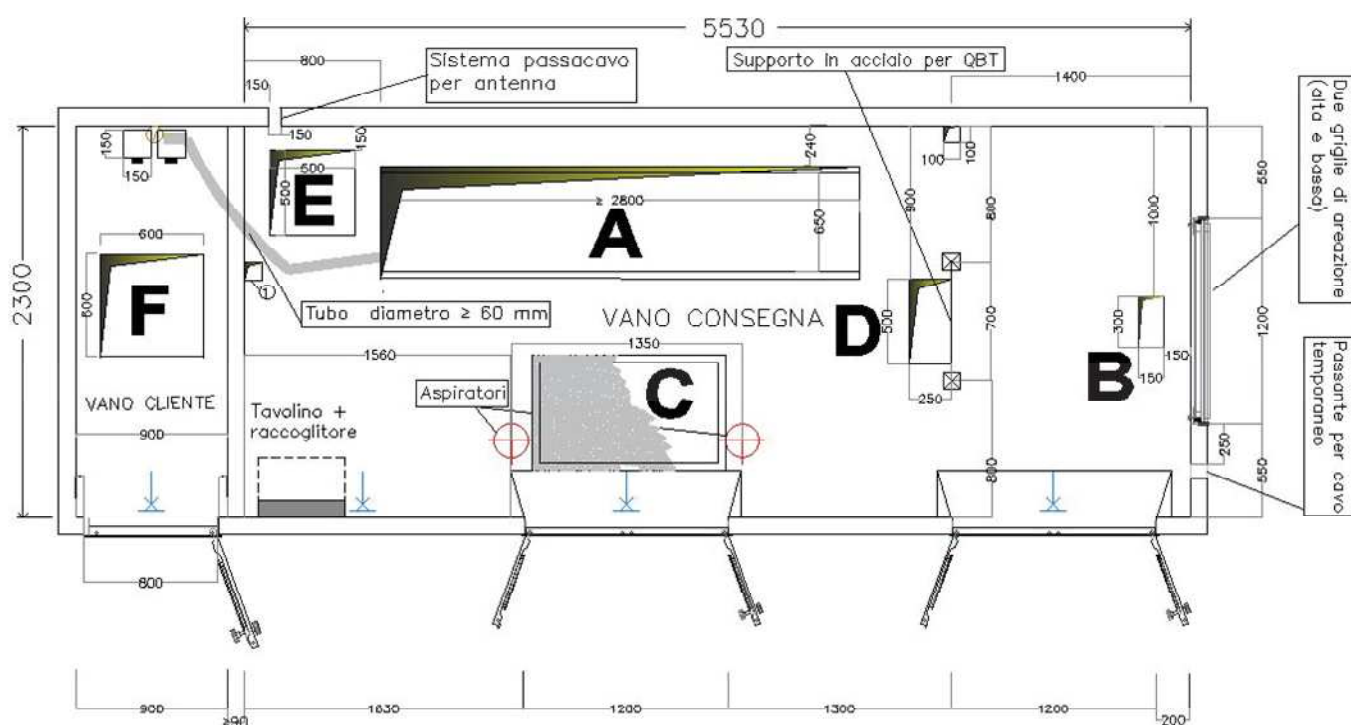 5530
Sistema passacavo
per antenna
Supporto in acciaio per QBT
800
150
1400
Due griglie di areazione
(alta e bassa)
150
150
150
150
240
100
100
500
500
E
≥ 2800
A
650
900
800
1000
550
2300
600
600
F
1
Tubo diametro ≥ 60 mm
VANO CONSEGNA
D
500
700
300
B
150
150
1200
1560
1350
250
VANO CLIENTE
Aspiratori
C
Passante per cavo
temporaneo
Tavolino +
raccoglitore
900
250
800
550
800
900
≥90
1630
1200
1300
1200
200